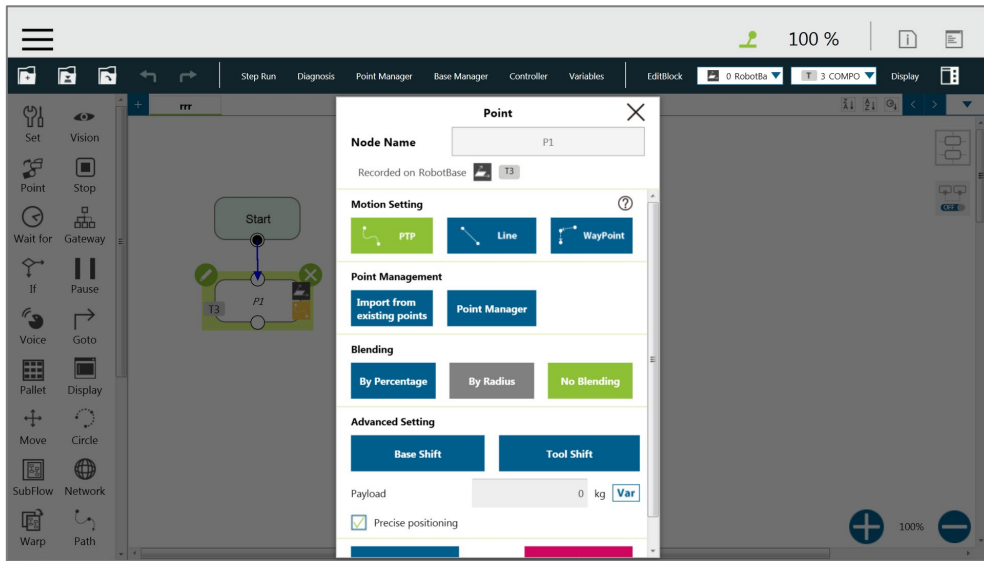 100 %
Step Run Diagnosis Point Manager Base Manager Controller Variables EditBlock 0 RobotBa T 3 COMPO Display
rrr
Set Vision
Point Stop
Wait for Gateway
If Pause
Voice Goto
Pallet Display
Move Circle
SubFlow Network
Warp Path
Start
T3 P1
Point
Node Name P1
Recorded on RobotBase T3
Motion Setting
PTP Line WayPoint
Point Management
Import from
existing points
Point Manager
Blending
By Percentage By Radius No Blending
Advanced Setting
Base Shift Tool Shift
Payload 0 kg Var
Precise positioning
OFF
100%